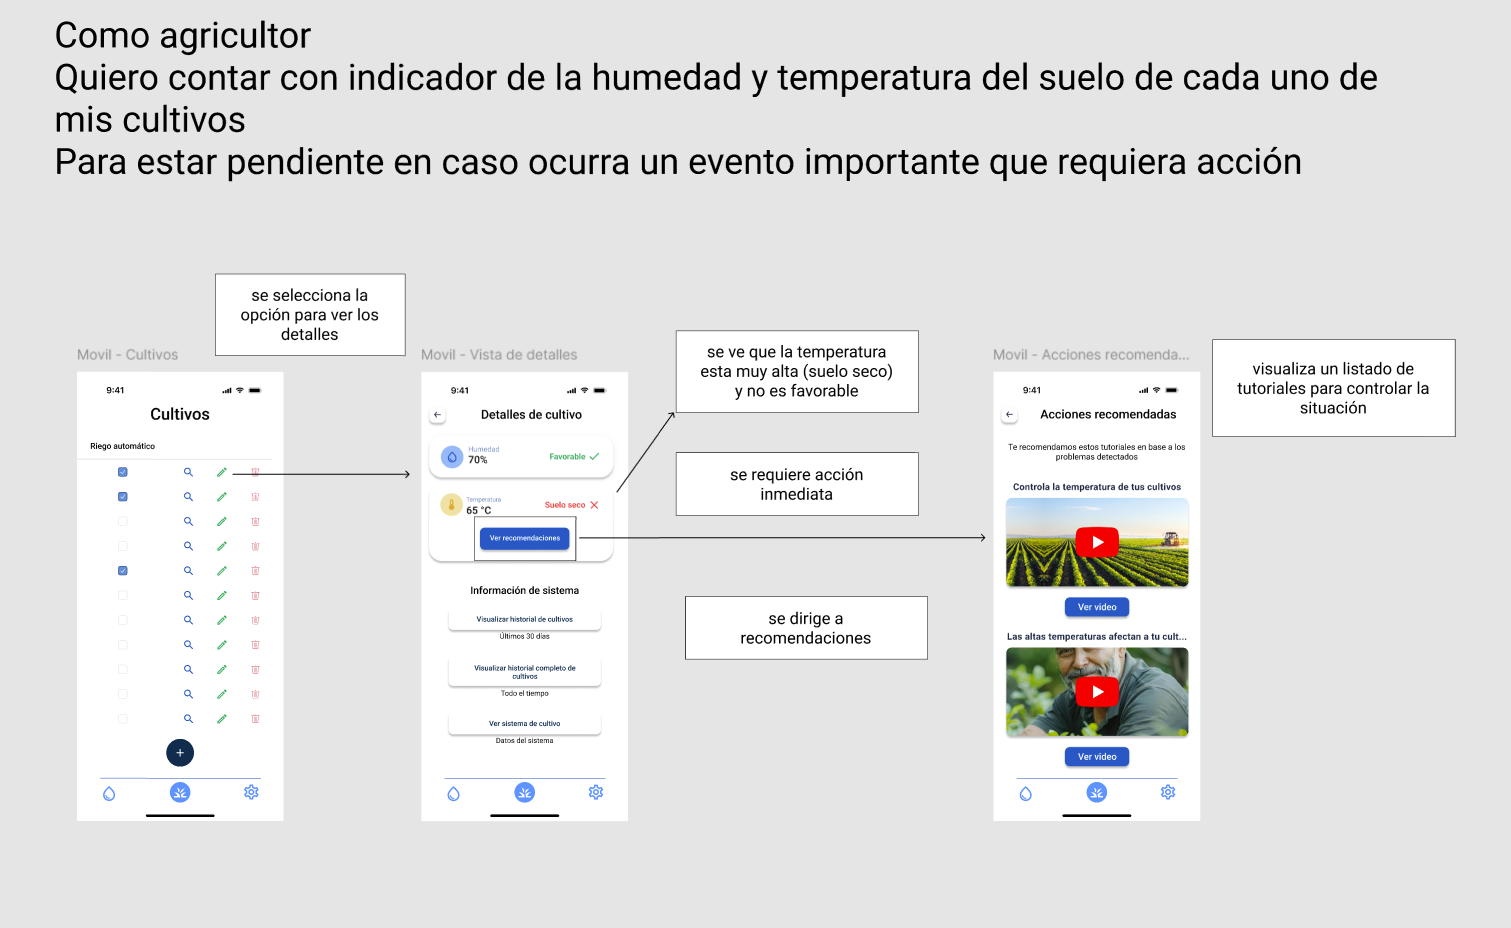 Como agricultor
Quiero contar con indicador de la humedad y temperatura del suelo de cada uno de
mis cultivos
Para estar pendiente en caso ocurra un evento importante que requiera acción
se selecciona la
opción para ver los
detalles
Movil - Cultivos
9:41
Cultivos
Riego automático
+
Movil - Vista de detalles
9:41
Detalles de cultivo
Humedad
70%
Favorable
Temperatura
65 °C
Suelo seco
Ver recomendaciones
Información de sistema
Visualizar historial de cultivos
Últimos 30 días
Visualizar historial completo de
cultivos
Todo el tiempo
Ver sistema de cultivo
Datos del sistema
se ve que la temperatura
esta muy alta (suelo seco)
y no es favorable
se requiere acción
inmediata
se dirige a
recomendaciones
Movil - Acciones recomenda...
9:41
Acciones recomendadas
Te recomendamos estos tutoriales en base a los
problemas detectados
Controla la temperatura de tus cultivos
Ver video
Las altas temperaturas afectan a tu cult...
Ver video
visualiza un listado de
tutoriales para controlar la
situación